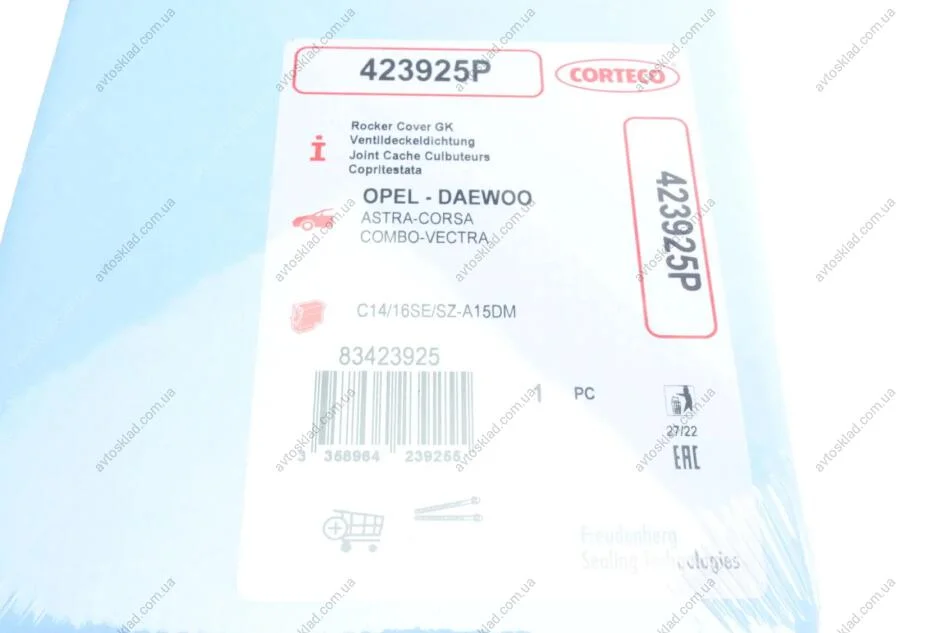 423925P
CORTECO
Rocker Cover GK
Ventildeckeldichtung
Joint Cache Culbuteurs
Copritestata
OPEL - DAEWOO
ASTRA-CORSA
COMBO-VECTRA
423925P
C14/16SE/SZ-A15DM
83423925
1 PC
27/22
EAC
3 358964 239255
Freudenberg
Sealing Technologies
avtosklad.com.ua